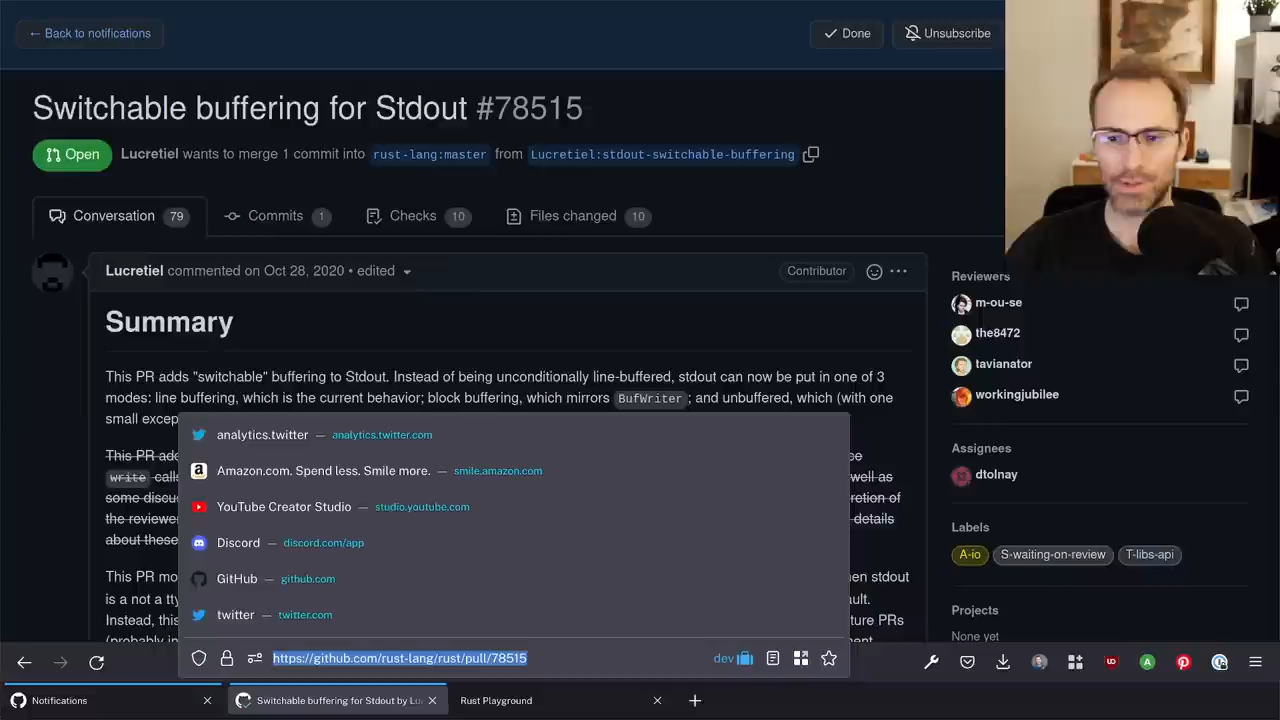 ← Back to notifications
Done
Unsubscribe
Switchable buffering for Stdout #78515
Open
Lucretiel wants to merge 1 commit into rust-lang:master from Lucretiel:stdout-switchable-buffering
Conversation 79
Commits 1
Checks 10
Files changed 10
Lucretiel commented on Oct 28, 2020 • edited
Contributor
Summary
This PR adds "switchable" buffering to Stdout. Instead of being unconditionally line-buffered, stdout can now be put in one of 3
modes: line buffering, which is the current behavior; block buffering, which mirrors BufWriter; and unbuffered, which (with one
small excep
This PR add
write calls well as
some discus retion of
the reviewer details
about these
This PR mo en stdout
is a not a tty ult.
Instead, this ture PRs
(probably in
analytics.twitter — analytics.twitter.com
Amazon.com. Spend less. Smile more. — smile.amazon.com
YouTube Creator Studio — studio.youtube.com
Discord — discord.com/app
GitHub — github.com
twitter — twitter.com
https://github.com/rust-lang/rust/pull/78515
dev
Reviewers
m-ou-se
the8472
tavianator
workingjubilee
Assignees
dtolnay
Labels
A-io S-waiting-on-review T-libs-api
Projects
None yet
Notifications
Switchable buffering for Stdout by Lu
Rust Playground